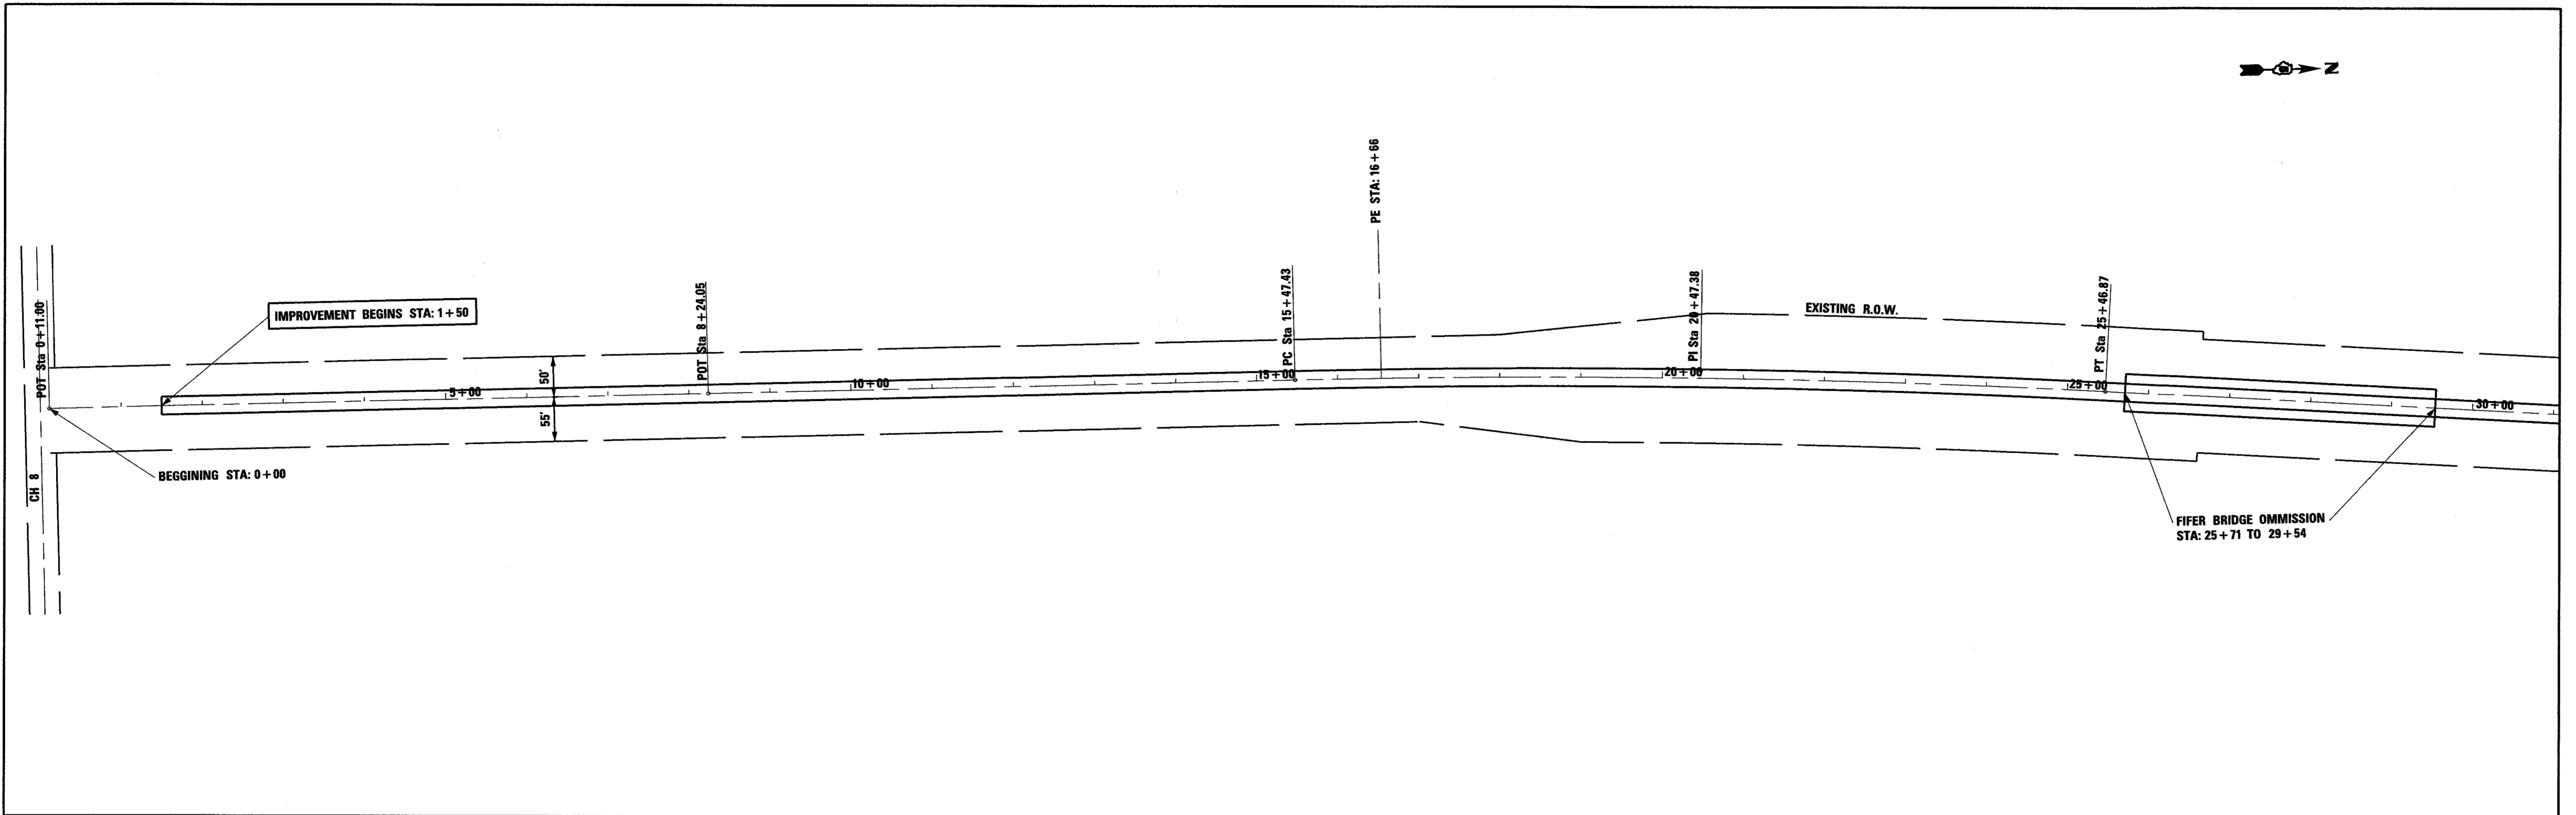 N
PE STA: 16+66
POT Sta 0+11.00
IMPROVEMENT BEGINS STA: 1+50
POT Sta 8+24.05
PC Sta 15+47.43
PI Sta 20+47.38
EXISTING R.O.W.
PT Sta 25+46.87
50'
55'
5+00
10+00
15+00
20+00
25+00
30+00
CH 8
BEGGINING STA: 0+00
FIFER BRIDGE OMMISSION
STA: 25+71 TO 29+54